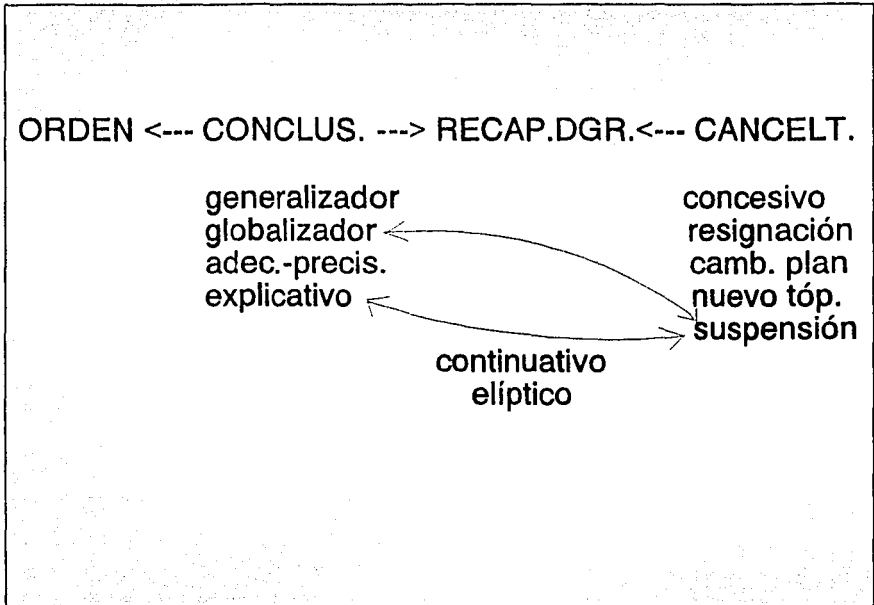 ORDEN <--- CONCLUS. ---> RECAP.DGR.<--- CANCELT.
generalizador
globalizador
adec.-precis.
explicativo
concesivo
resignación
camb. plan
nuevo tóp.
suspensión
continuativo
elíptico